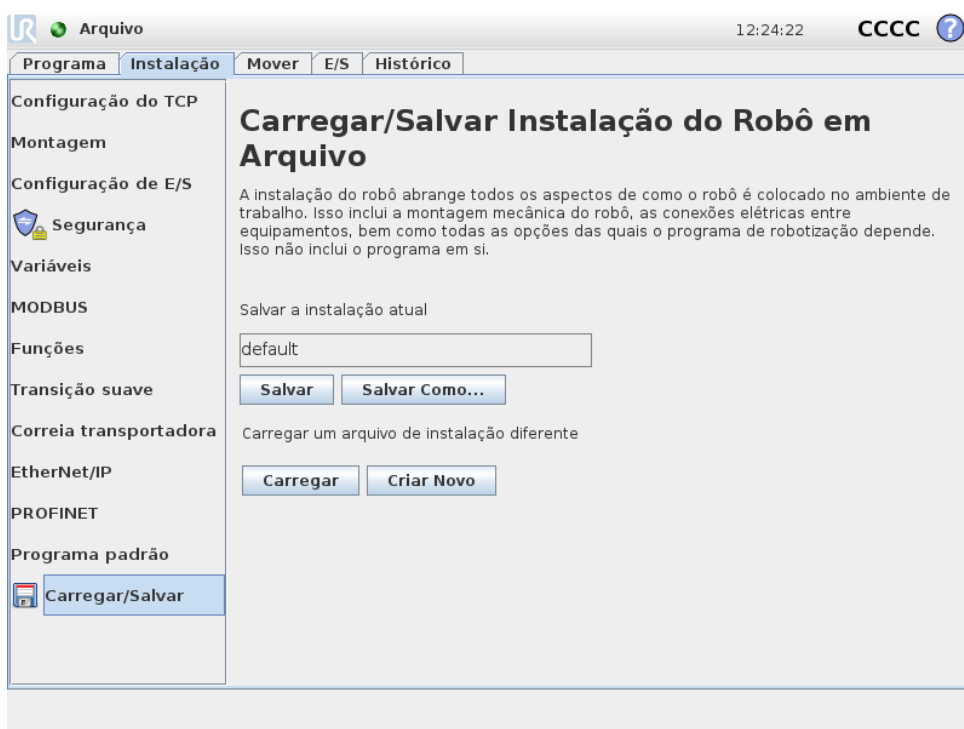 UR Arquivo 12:24:22 CCCC ?
Programa Instalação Mover E/S Histórico
Configuração do TCP
Montagem
Configuração de E/S
Segurança
Variáveis
MODBUS
Funções
Transição suave
Correia transportadora
EtherNet/IP
PROFINET
Programa padrão
Carregar/Salvar
Carregar/Salvar Instalação do Robô em
Arquivo
A instalação do robô abrange todos os aspectos de como o robô é colocado no ambiente de
trabalho. Isso inclui a montagem mecânica do robô, as conexões elétricas entre
equipamentos, bem como todas as opções das quais o programa de robotização depende.
Isso não inclui o programa em si.
Salvar a instalação atual
default
Salvar Salvar Como...
Carregar um arquivo de instalação diferente
Carregar Criar Novo